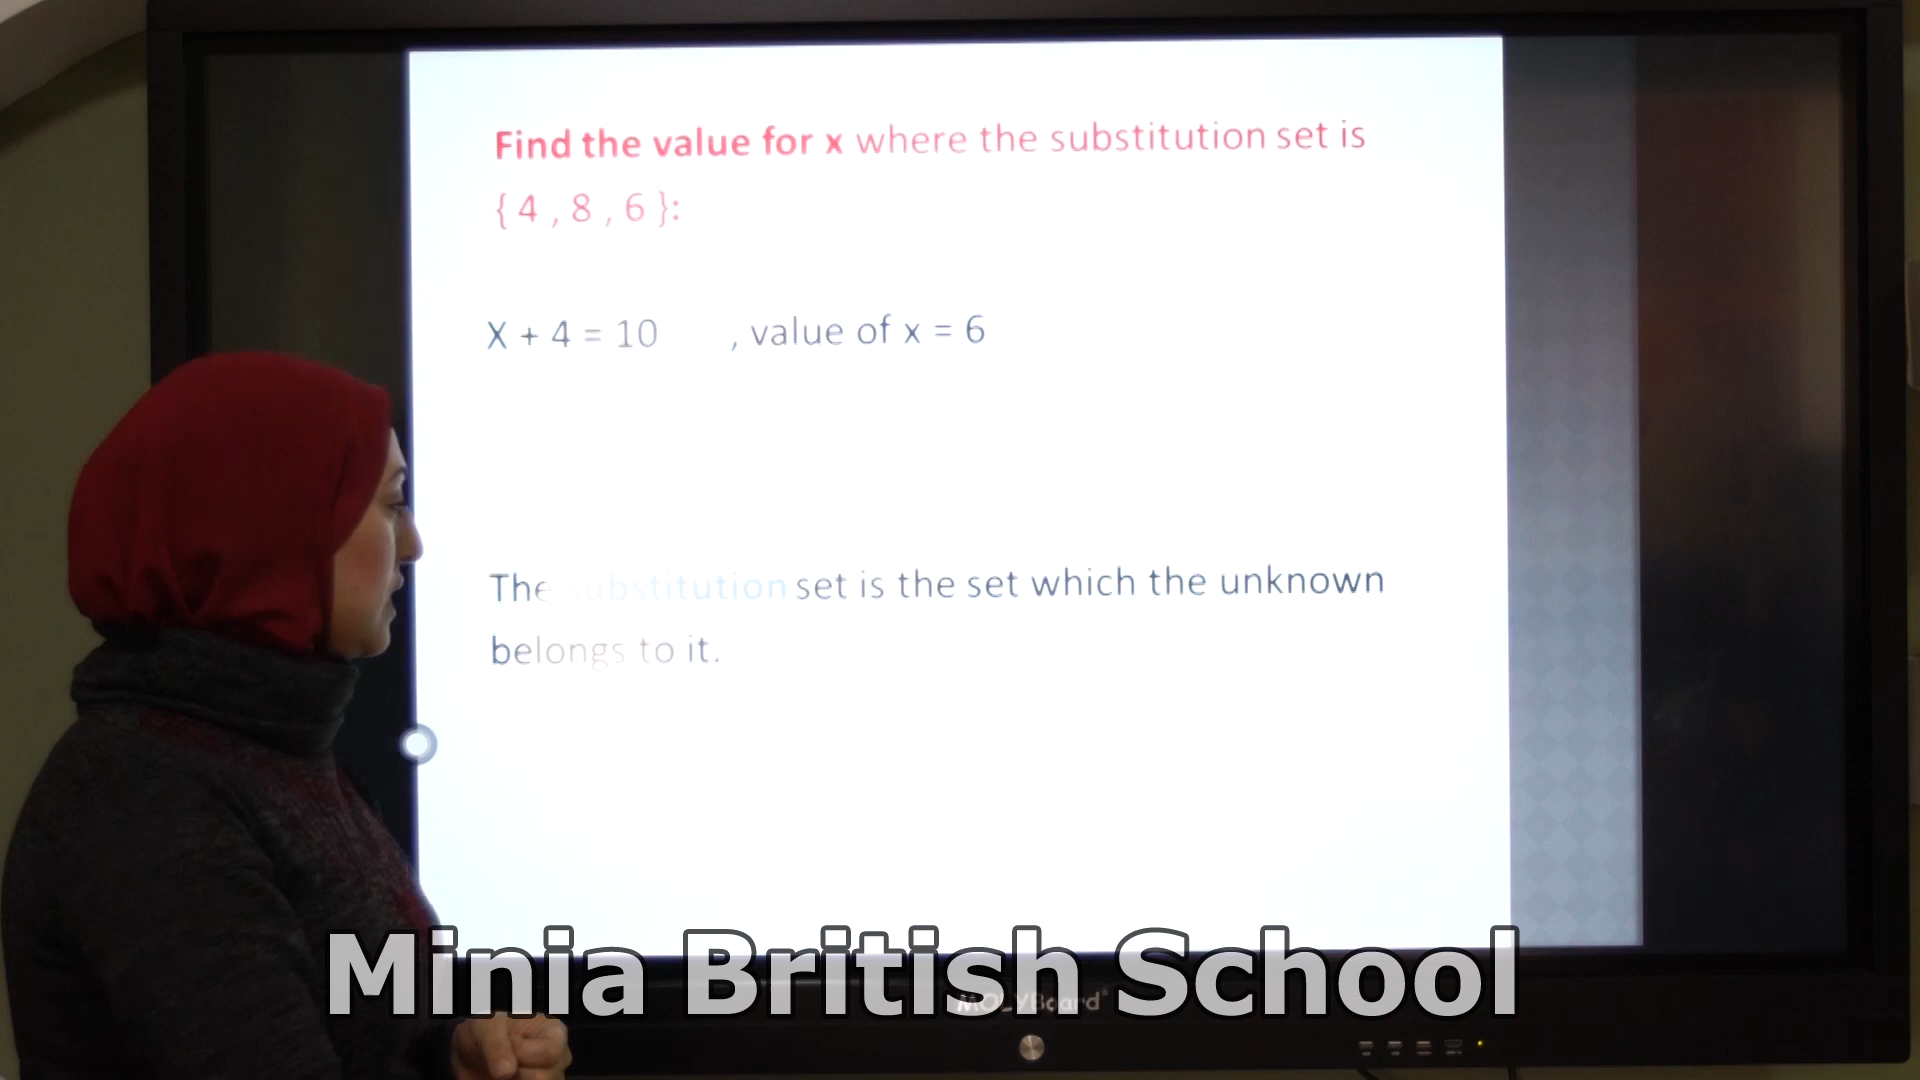 Find the value for x where the substitution set is
{ 4 , 8 , 6 }:
X + 4 = 10 , value of x = 6
The substitution set is the set which the unknown
belongs to it.
Minia British School
MOLYBoard